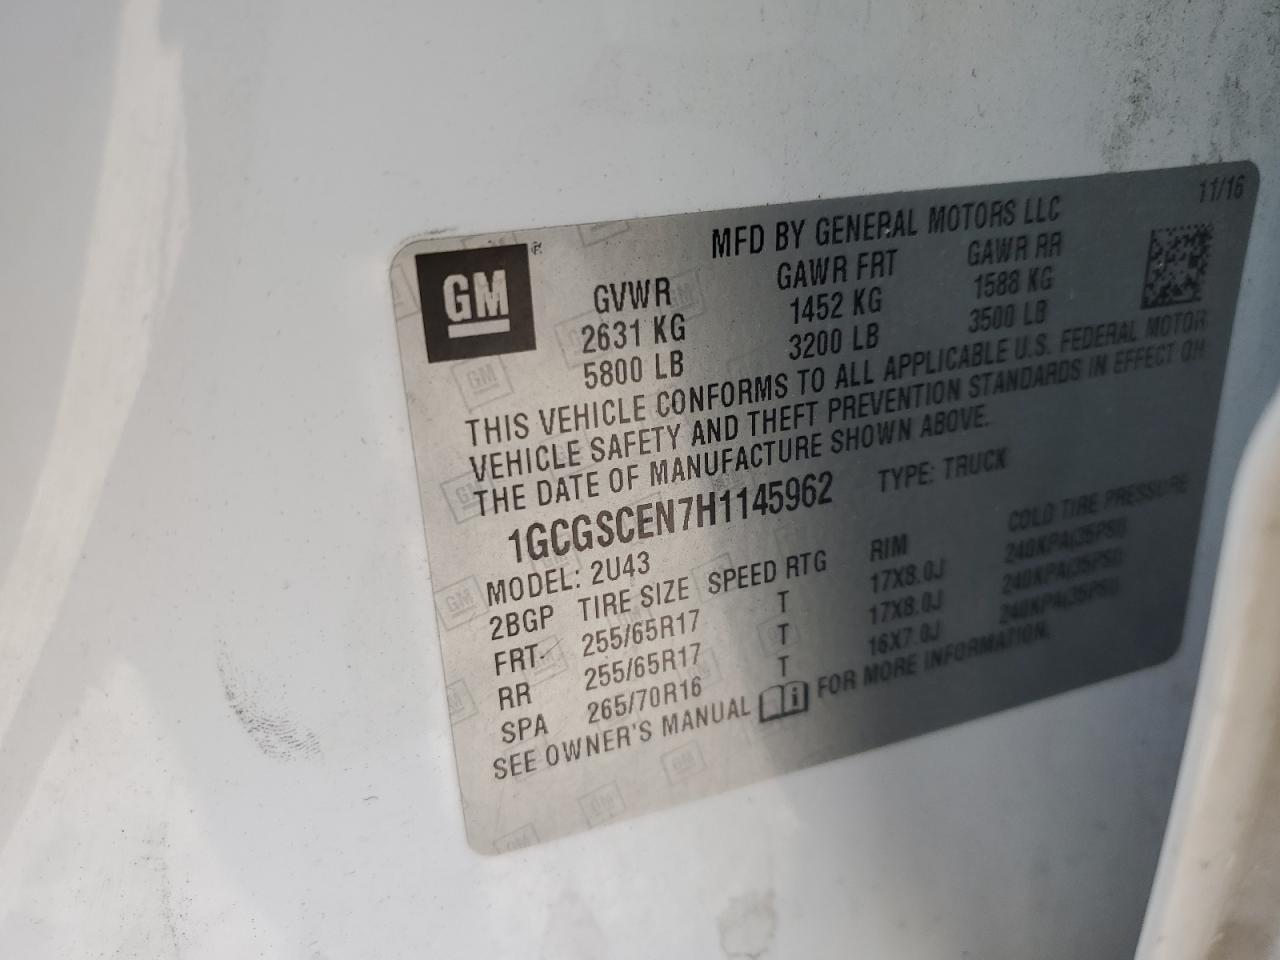 11/16
GM ®
MFD BY GENERAL MOTORS LLC
GVWR GAWR FRT GAWR RR
2631 KG 1452 KG 1588 KG
5800 LB 3200 LB 3500 LB
THIS VEHICLE CONFORMS TO ALL APPLICABLE U.S. FEDERAL MOTOR
VEHICLE SAFETY AND THEFT PREVENTION STANDARDS IN EFFECT ON
THE DATE OF MANUFACTURE SHOWN ABOVE.
1GCGSCEN7H1145962 TYPE: TRUCK
MODEL: 2U43
2BGP TIRE SIZE SPEED RTG RIM COLD TIRE PRESSURE
FRT 255/65R17 T 17X8.0J 240KPA(35PSI)
RR 255/65R17 T 17X8.0J 240KPA(35PSI)
SPA 265/70R16 T 16X7.0J 240KPA(35PSI)
SEE OWNER'S MANUAL FOR MORE INFORMATION.